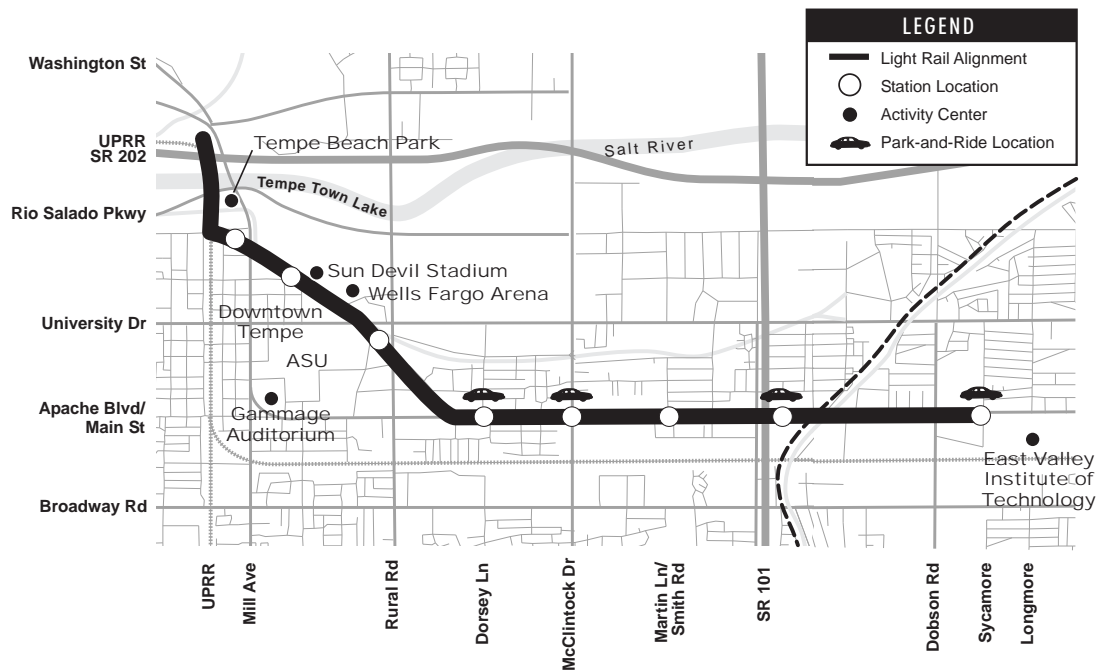 LEGEND
Light Rail Alignment
Station Location
Activity Center
Park-and-Ride Location
Washington St
UPRR
SR 202
Rio Salado Pkwy
University Dr
Apache Blvd/
Main St
Broadway Rd
Tempe Beach Park
Salt River
Tempe Town Lake
Sun Devil Stadium
Wells Fargo Arena
Downtown
Tempe
ASU
Gammage
Auditorium
East Valley
Institute of
Technology
UPRR
Mill Ave
Rural Rd
Dorsey Ln
McClintock Dr
Martin Ln/
Smith Rd
SR 101
Dobson Rd
Sycamore
Longmore